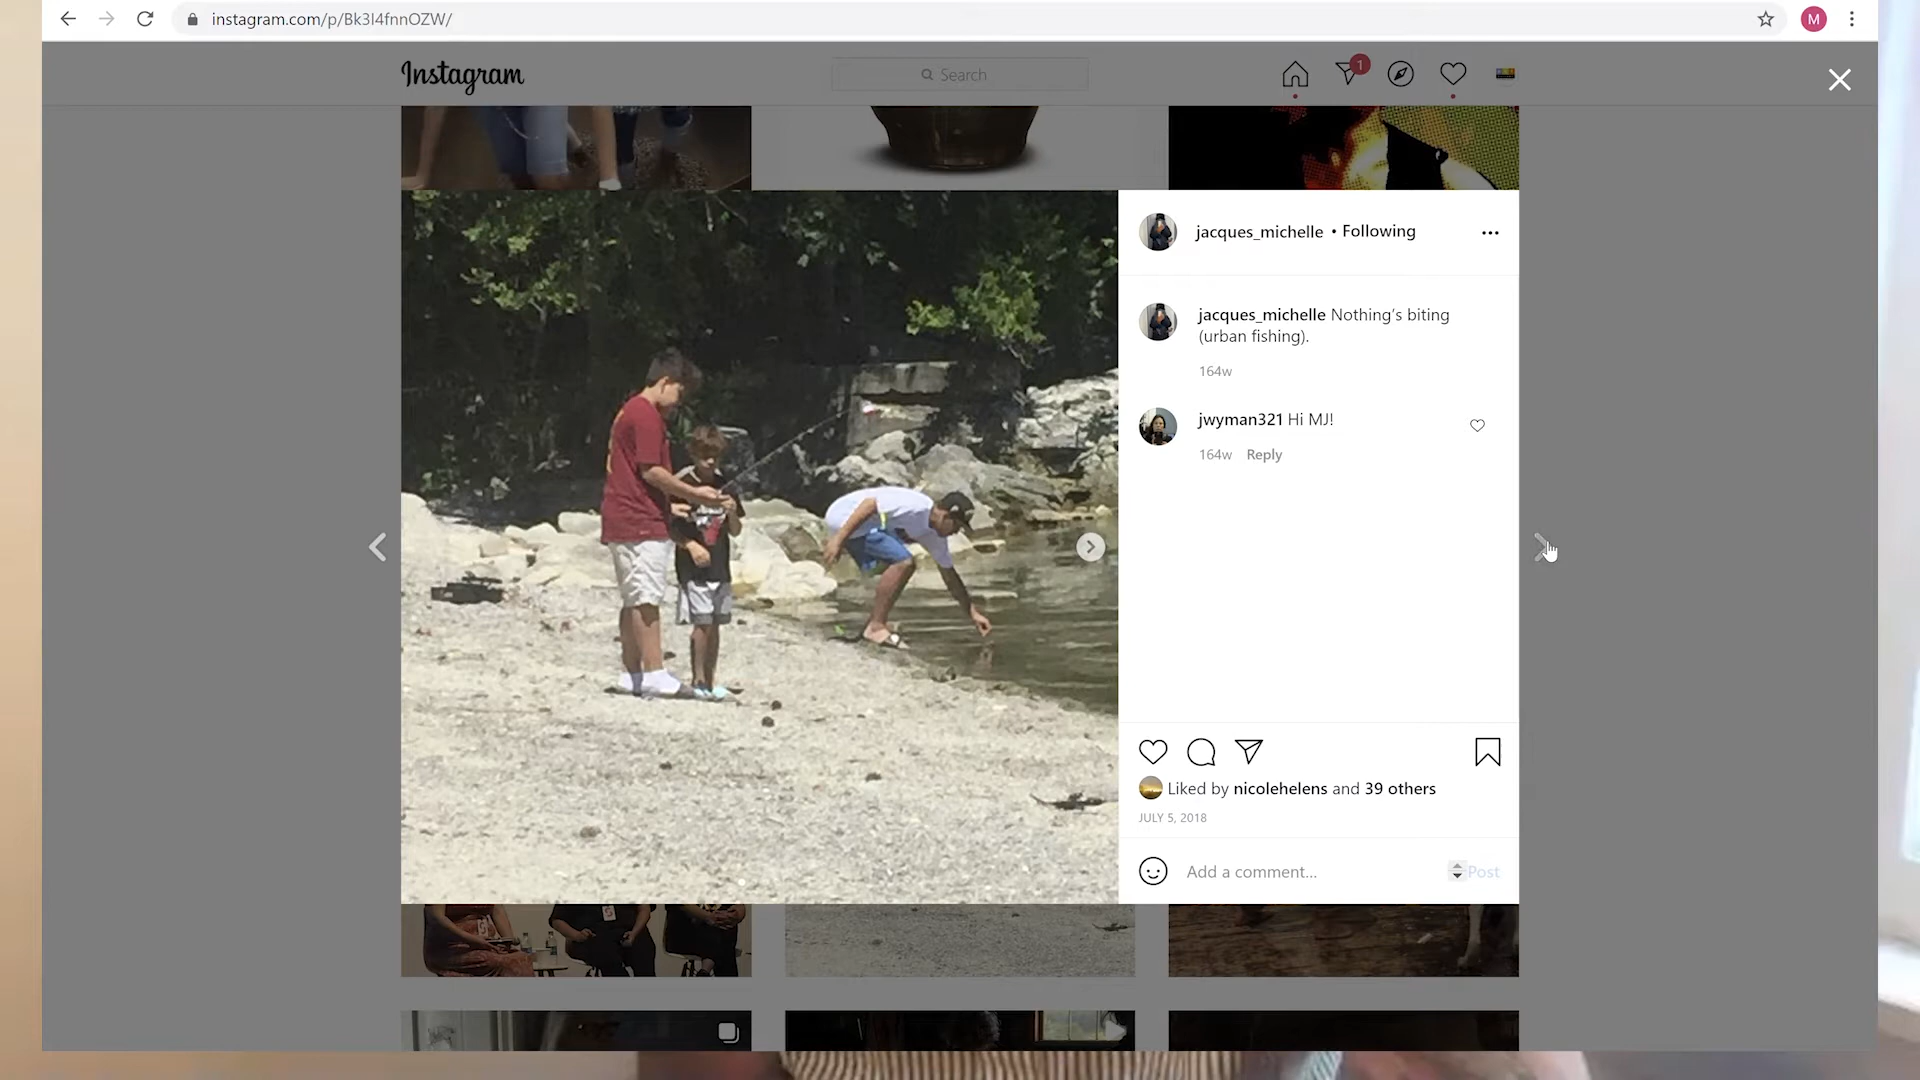 instagram.com/p/Bk3l4fnnOZW/
M
Instagram
Search
1
jacques_michelle • Following
jacques_michelle Nothing's biting
(urban fishing).
164w
jwyman321 Hi MJ!
164w Reply
Liked by nicolehelens and 39 others
JULY 5, 2018
Add a comment...
Post